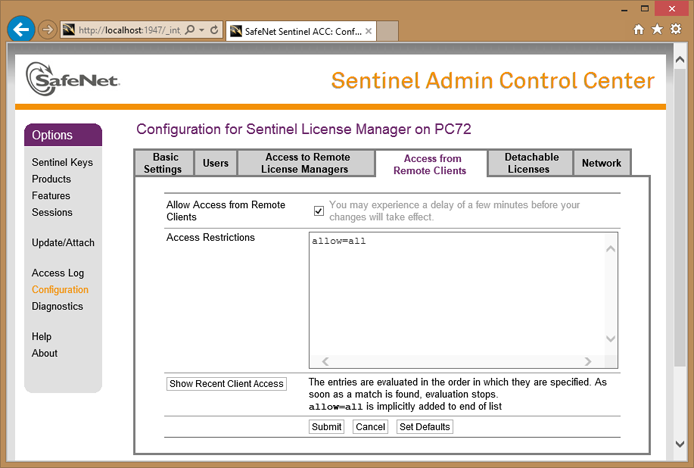 http://localhost:1947/_int
SafeNet Sentinel ACC: Conf...
SafeNet.
Sentinel Admin Control Center
Options
Sentinel Keys
Products
Features
Sessions
Update/Attach
Access Log
Configuration
Diagnostics
Help
About
Configuration for Sentinel License Manager on PC72
Basic
Settings
Users
Access to Remote
License Managers
Access from
Remote Clients
Detachable
Licenses
Network
Allow Access from Remote
Clients
You may experience a delay of a few minutes before your
changes will take effect.
Access Restrictions
allow=all
Show Recent Client Access
The entries are evaluated in the order in which they are specified. As
soon as a match is found, evaluation stops.
allow=all is implicitly added to end of list
Submit
Cancel
Set Defaults